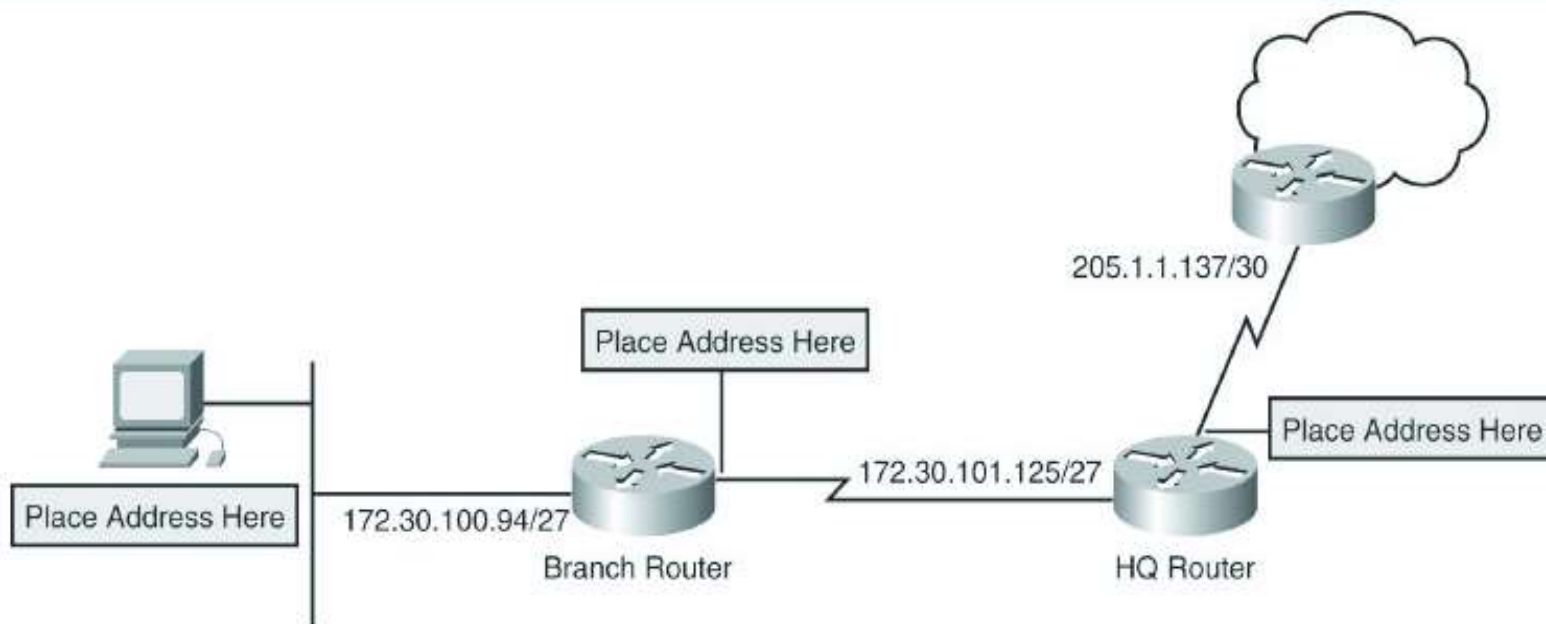 205.1.1.137/30
Place Address Here
Place Address Here
172.30.101.125/27
Place Address Here
172.30.100.94/27
Branch Router
HQ Router